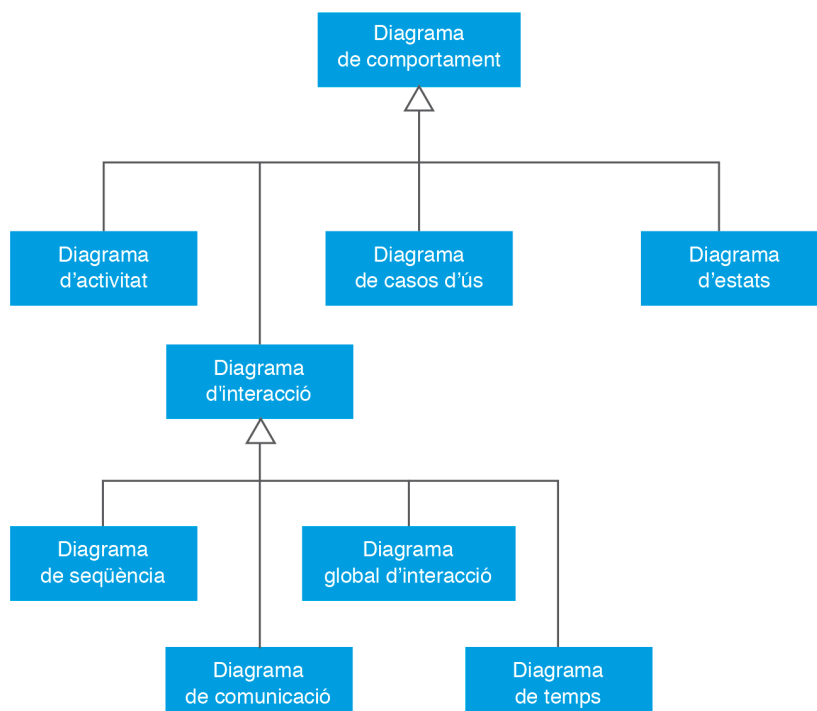 Diagrama
de comportament
Diagrama
d’activitat
Diagrama
de casos d’ús
Diagrama
d’estats
Diagrama
d'interacció
Diagrama
de seqüència
Diagrama
global d’interacció
Diagrama
de comunicació
Diagrama
de temps